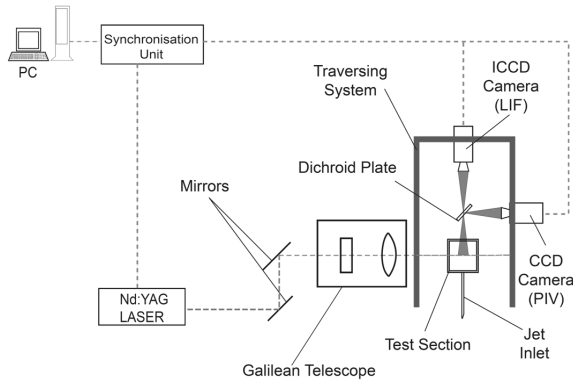 Synchronisation
Unit
PC
ICCD
Camera
(LIF)
Traversing
System
Dichroid Plate
Mirrors
CCD
Camera
(PIV)
Nd:YAG
LASER
Jet
Inlet
Test Section
Galilean Telescope